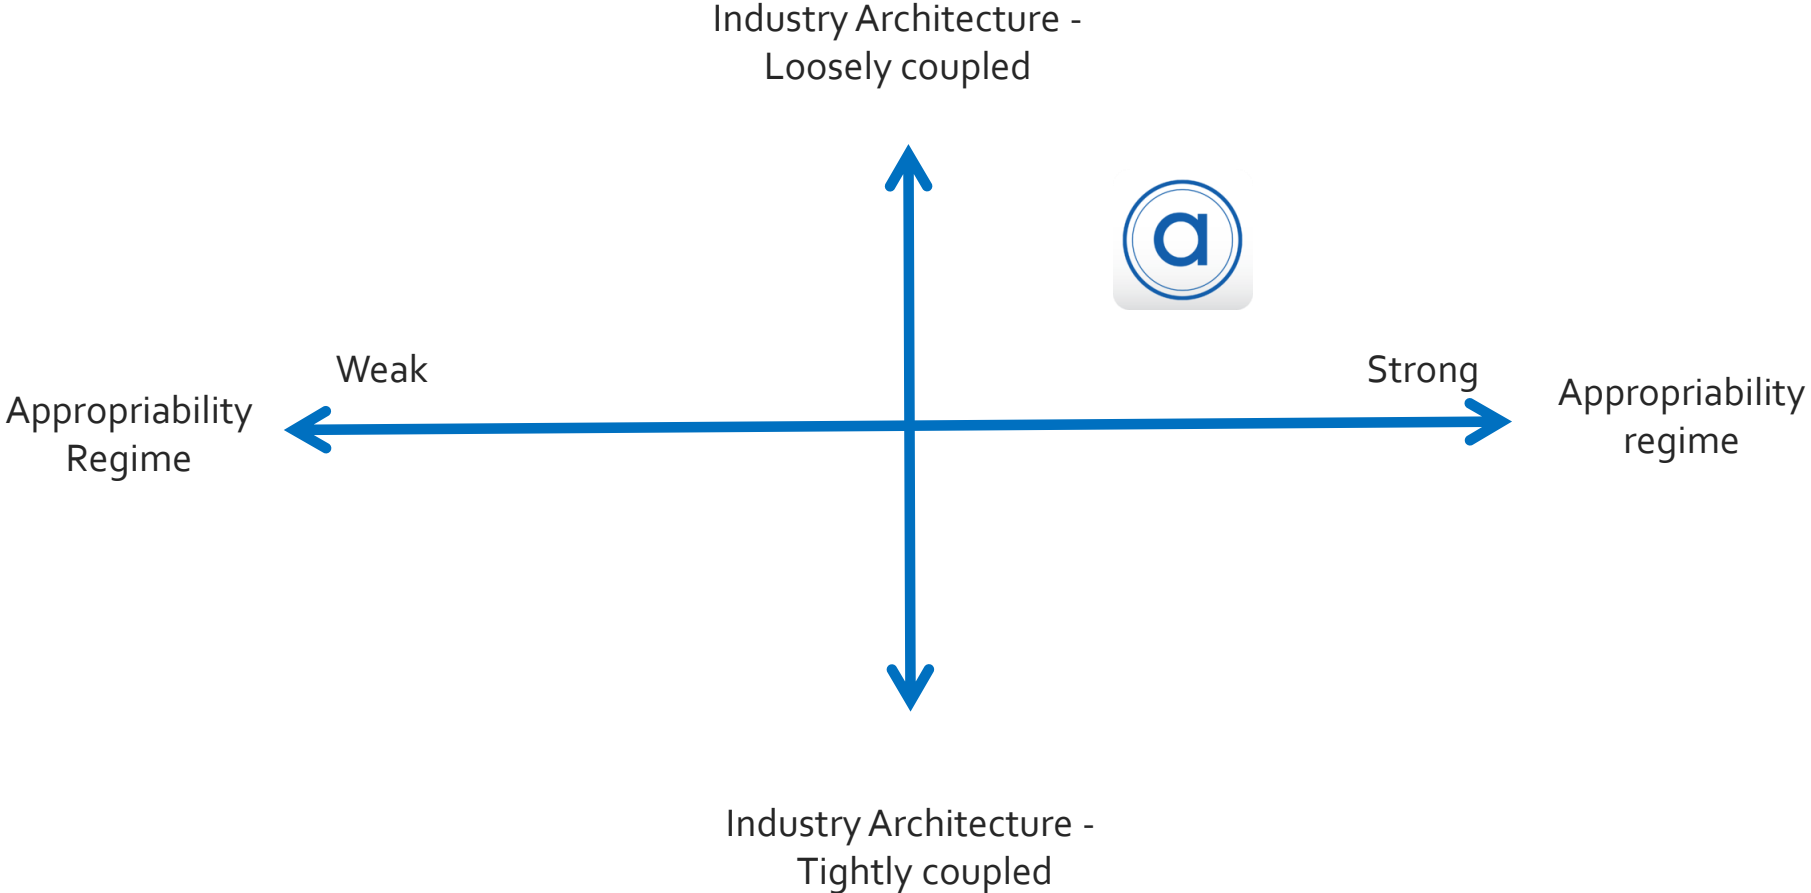 Industry Architecture -
Loosely coupled
a
Weak
Strong
Appropriability
Regime
Appropriability
regime
Industry Architecture -
Tightly coupled